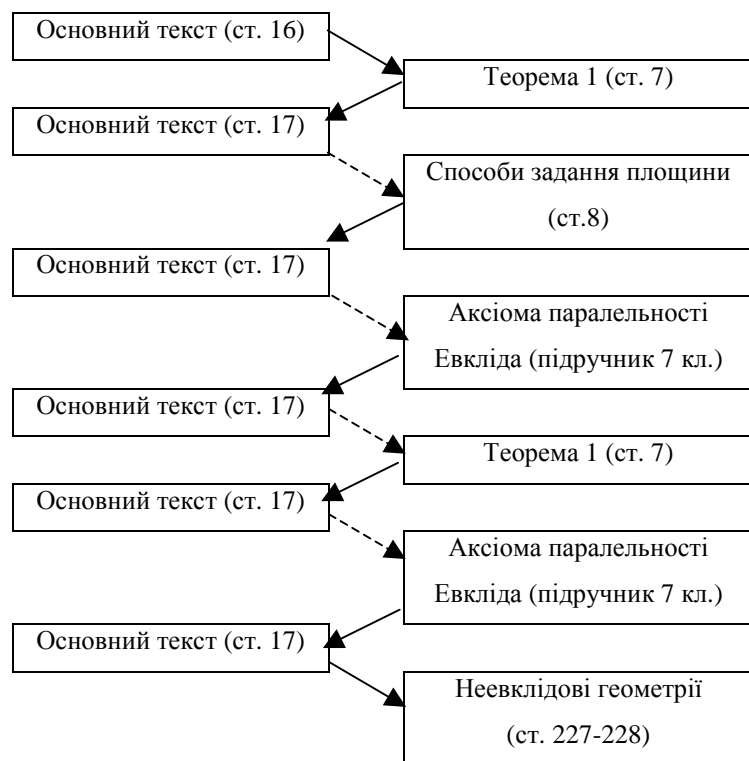 Основний текст (ст. 16)
Теорема 1 (ст. 7)
Основний текст (ст. 17)
Способи задання площини
(ст.8)
Основний текст (ст. 17)
Аксіома паралельності
Евкліда (підручник 7 кл.)
Основний текст (ст. 17)
Теорема 1 (ст. 7)
Основний текст (ст. 17)
Аксіома паралельності
Евкліда (підручник 7 кл.)
Основний текст (ст. 17)
Неевклідові геометрії
(ст. 227-228)